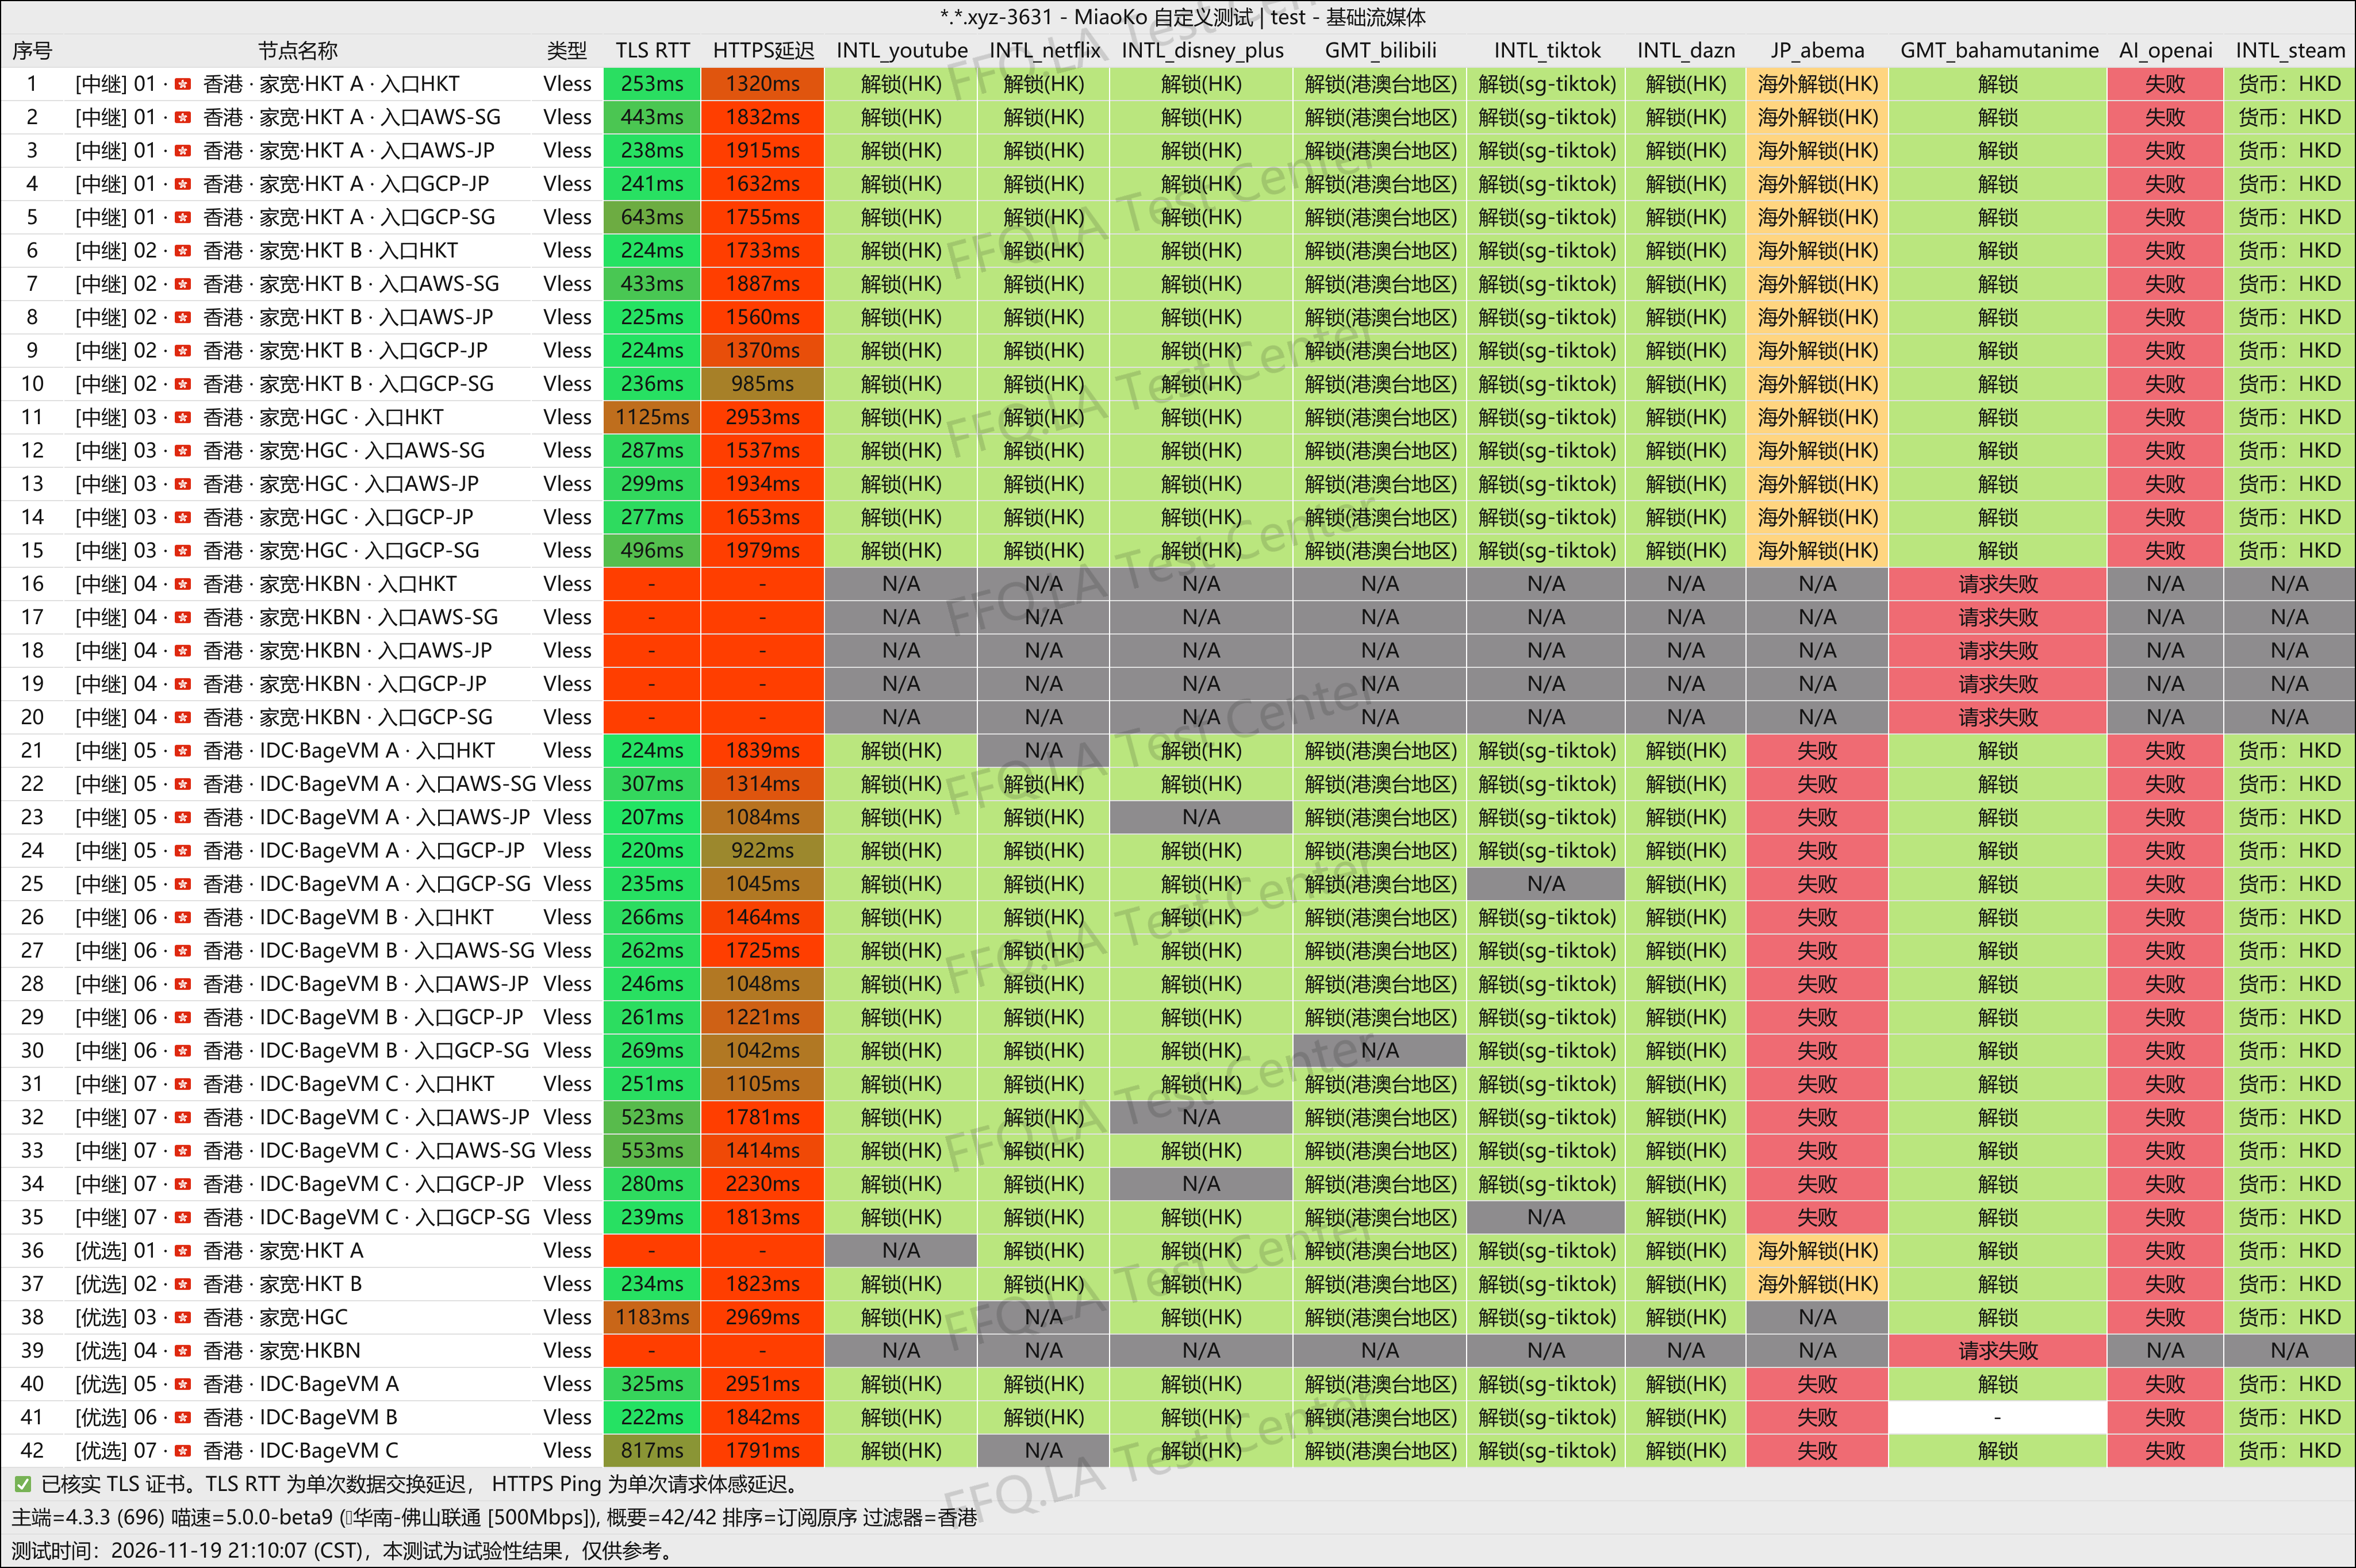 *.*.xyz-3631 - MiaoKo 自定义测试 | test - 基础流媒体
序号 节点名称 类型 TLS RTT HTTPS延迟 INTL_youtube INTL_netflix INTL_disney_plus GMT_bilibili INTL_tiktok INTL_dazn JP_abema GMT_bahamutanime AI_openai INTL_steam
1 [中继] 01 · 🇭🇰 香港 · 家宽·HKT A · 入口HKT Vless 253ms 1320ms 解锁(HK) 解锁(HK) 解锁(HK) 解锁(港澳台地区) 解锁(sg-tiktok) 解锁(HK) 海外解锁(HK) 解锁 失败 货币：HKD
2 [中继] 01 · 🇭🇰 香港 · 家宽·HKT A · 入口AWS-SG Vless 443ms 1832ms 解锁(HK) 解锁(HK) 解锁(HK) 解锁(港澳台地区) 解锁(sg-tiktok) 解锁(HK) 海外解锁(HK) 解锁 失败 货币：HKD
3 [中继] 01 · 🇭🇰 香港 · 家宽·HKT A · 入口AWS-JP Vless 238ms 1915ms 解锁(HK) 解锁(HK) 解锁(HK) 解锁(港澳台地区) 解锁(sg-tiktok) 解锁(HK) 海外解锁(HK) 解锁 失败 货币：HKD
4 [中继] 01 · 🇭🇰 香港 · 家宽·HKT A · 入口GCP-JP Vless 241ms 1632ms 解锁(HK) 解锁(HK) 解锁(HK) 解锁(港澳台地区) 解锁(sg-tiktok) 解锁(HK) 海外解锁(HK) 解锁 失败 货币：HKD
5 [中继] 01 · 🇭🇰 香港 · 家宽·HKT A · 入口GCP-SG Vless 643ms 1755ms 解锁(HK) 解锁(HK) 解锁(HK) 解锁(港澳台地区) 解锁(sg-tiktok) 解锁(HK) 海外解锁(HK) 解锁 失败 货币：HKD
6 [中继] 02 · 🇭🇰 香港 · 家宽·HKT B · 入口HKT Vless 224ms 1733ms 解锁(HK) 解锁(HK) 解锁(HK) 解锁(港澳台地区) 解锁(sg-tiktok) 解锁(HK) 海外解锁(HK) 解锁 失败 货币：HKD
7 [中继] 02 · 🇭🇰 香港 · 家宽·HKT B · 入口AWS-SG Vless 433ms 1887ms 解锁(HK) 解锁(HK) 解锁(HK) 解锁(港澳台地区) 解锁(sg-tiktok) 解锁(HK) 海外解锁(HK) 解锁 失败 货币：HKD
8 [中继] 02 · 🇭🇰 香港 · 家宽·HKT B · 入口AWS-JP Vless 225ms 1560ms 解锁(HK) 解锁(HK) 解锁(HK) 解锁(港澳台地区) 解锁(sg-tiktok) 解锁(HK) 海外解锁(HK) 解锁 失败 货币：HKD
9 [中继] 02 · 🇭🇰 香港 · 家宽·HKT B · 入口GCP-JP Vless 224ms 1370ms 解锁(HK) 解锁(HK) 解锁(HK) 解锁(港澳台地区) 解锁(sg-tiktok) 解锁(HK) 海外解锁(HK) 解锁 失败 货币：HKD
10 [中继] 02 · 🇭🇰 香港 · 家宽·HKT B · 入口GCP-SG Vless 236ms 985ms 解锁(HK) 解锁(HK) 解锁(HK) 解锁(港澳台地区) 解锁(sg-tiktok) 解锁(HK) 海外解锁(HK) 解锁 失败 货币：HKD
11 [中继] 03 · 🇭🇰 香港 · 家宽·HGC · 入口HKT Vless 1125ms 2953ms 解锁(HK) 解锁(HK) 解锁(HK) 解锁(港澳台地区) 解锁(sg-tiktok) 解锁(HK) 海外解锁(HK) 解锁 失败 货币：HKD
12 [中继] 03 · 🇭🇰 香港 · 家宽·HGC · 入口AWS-SG Vless 287ms 1537ms 解锁(HK) 解锁(HK) 解锁(HK) 解锁(港澳台地区) 解锁(sg-tiktok) 解锁(HK) 海外解锁(HK) 解锁 失败 货币：HKD
13 [中继] 03 · 🇭🇰 香港 · 家宽·HGC · 入口AWS-JP Vless 299ms 1934ms 解锁(HK) 解锁(HK) 解锁(HK) 解锁(港澳台地区) 解锁(sg-tiktok) 解锁(HK) 海外解锁(HK) 解锁 失败 货币：HKD
14 [中继] 03 · 🇭🇰 香港 · 家宽·HGC · 入口GCP-JP Vless 277ms 1653ms 解锁(HK) 解锁(HK) 解锁(HK) 解锁(港澳台地区) 解锁(sg-tiktok) 解锁(HK) 海外解锁(HK) 解锁 失败 货币：HKD
15 [中继] 03 · 🇭🇰 香港 · 家宽·HGC · 入口GCP-SG Vless 496ms 1979ms 解锁(HK) 解锁(HK) 解锁(HK) 解锁(港澳台地区) 解锁(sg-tiktok) 解锁(HK) 海外解锁(HK) 解锁 失败 货币：HKD
16 [中继] 04 · 🇭🇰 香港 · 家宽·HKBN · 入口HKT Vless - - N/A N/A N/A N/A N/A N/A N/A 请求失败 N/A N/A
17 [中继] 04 · 🇭🇰 香港 · 家宽·HKBN · 入口AWS-SG Vless - - N/A N/A N/A N/A N/A N/A N/A 请求失败 N/A N/A
18 [中继] 04 · 🇭🇰 香港 · 家宽·HKBN · 入口AWS-JP Vless - - N/A N/A N/A N/A N/A N/A N/A 请求失败 N/A N/A
19 [中继] 04 · 🇭🇰 香港 · 家宽·HKBN · 入口GCP-JP Vless - - N/A N/A N/A N/A N/A N/A N/A 请求失败 N/A N/A
20 [中继] 04 · 🇭🇰 香港 · 家宽·HKBN · 入口GCP-SG Vless - - N/A N/A N/A N/A N/A N/A N/A 请求失败 N/A N/A
21 [中继] 05 · 🇭🇰 香港 · IDC·BageVM A · 入口HKT Vless 224ms 1839ms 解锁(HK) N/A 解锁(HK) 解锁(港澳台地区) 解锁(sg-tiktok) 解锁(HK) 失败 解锁 失败 货币：HKD
22 [中继] 05 · 🇭🇰 香港 · IDC·BageVM A · 入口AWS-SG Vless 307ms 1314ms 解锁(HK) 解锁(HK) 解锁(HK) 解锁(港澳台地区) 解锁(sg-tiktok) 解锁(HK) 失败 解锁 失败 货币：HKD
23 [中继] 05 · 🇭🇰 香港 · IDC·BageVM A · 入口AWS-JP Vless 207ms 1084ms 解锁(HK) 解锁(HK) N/A 解锁(港澳台地区) 解锁(sg-tiktok) 解锁(HK) 失败 解锁 失败 货币：HKD
24 [中继] 05 · 🇭🇰 香港 · IDC·BageVM A · 入口GCP-JP Vless 220ms 922ms 解锁(HK) 解锁(HK) 解锁(HK) 解锁(港澳台地区) 解锁(sg-tiktok) 解锁(HK) 失败 解锁 失败 货币：HKD
25 [中继] 05 · 🇭🇰 香港 · IDC·BageVM A · 入口GCP-SG Vless 235ms 1045ms 解锁(HK) 解锁(HK) 解锁(HK) 解锁(港澳台地区) N/A 解锁(HK) 失败 解锁 失败 货币：HKD
26 [中继] 06 · 🇭🇰 香港 · IDC·BageVM B · 入口HKT Vless 266ms 1464ms 解锁(HK) 解锁(HK) 解锁(HK) 解锁(港澳台地区) 解锁(sg-tiktok) 解锁(HK) 失败 解锁 失败 货币：HKD
27 [中继] 06 · 🇭🇰 香港 · IDC·BageVM B · 入口AWS-SG Vless 262ms 1725ms 解锁(HK) 解锁(HK) 解锁(HK) 解锁(港澳台地区) 解锁(sg-tiktok) 解锁(HK) 失败 解锁 失败 货币：HKD
28 [中继] 06 · 🇭🇰 香港 · IDC·BageVM B · 入口AWS-JP Vless 246ms 1048ms 解锁(HK) 解锁(HK) 解锁(HK) 解锁(港澳台地区) 解锁(sg-tiktok) 解锁(HK) 失败 解锁 失败 货币：HKD
29 [中继] 06 · 🇭🇰 香港 · IDC·BageVM B · 入口GCP-JP Vless 261ms 1221ms 解锁(HK) 解锁(HK) 解锁(HK) 解锁(港澳台地区) 解锁(sg-tiktok) 解锁(HK) 失败 解锁 失败 货币：HKD
30 [中继] 06 · 🇭🇰 香港 · IDC·BageVM B · 入口GCP-SG Vless 269ms 1042ms 解锁(HK) 解锁(HK) 解锁(HK) N/A 解锁(sg-tiktok) 解锁(HK) 失败 解锁 失败 货币：HKD
31 [中继] 07 · 🇭🇰 香港 · IDC·BageVM C · 入口HKT Vless 251ms 1105ms 解锁(HK) 解锁(HK) 解锁(HK) 解锁(港澳台地区) 解锁(sg-tiktok) 解锁(HK) 失败 解锁 失败 货币：HKD
32 [中继] 07 · 🇭🇰 香港 · IDC·BageVM C · 入口AWS-JP Vless 523ms 1781ms 解锁(HK) 解锁(HK) N/A 解锁(港澳台地区) 解锁(sg-tiktok) 解锁(HK) 失败 解锁 失败 货币：HKD
33 [中继] 07 · 🇭🇰 香港 · IDC·BageVM C · 入口AWS-SG Vless 553ms 1414ms 解锁(HK) 解锁(HK) 解锁(HK) 解锁(港澳台地区) 解锁(sg-tiktok) 解锁(HK) 失败 解锁 失败 货币：HKD
34 [中继] 07 · 🇭🇰 香港 · IDC·BageVM C · 入口GCP-JP Vless 280ms 2230ms 解锁(HK) 解锁(HK) N/A 解锁(港澳台地区) 解锁(sg-tiktok) 解锁(HK) 失败 解锁 失败 货币：HKD
35 [中继] 07 · 🇭🇰 香港 · IDC·BageVM C · 入口GCP-SG Vless 239ms 1813ms 解锁(HK) 解锁(HK) 解锁(HK) 解锁(港澳台地区) N/A 解锁(HK) 失败 解锁 失败 货币：HKD
36 [优选] 01 · 🇭🇰 香港 · 家宽·HKT A Vless - - N/A 解锁(HK) 解锁(HK) 解锁(港澳台地区) 解锁(sg-tiktok) 解锁(HK) 海外解锁(HK) 解锁 失败 货币：HKD
37 [优选] 02 · 🇭🇰 香港 · 家宽·HKT B Vless 234ms 1823ms 解锁(HK) 解锁(HK) 解锁(HK) 解锁(港澳台地区) 解锁(sg-tiktok) 解锁(HK) 海外解锁(HK) 解锁 失败 货币：HKD
38 [优选] 03 · 🇭🇰 香港 · 家宽·HGC Vless 1183ms 2969ms 解锁(HK) N/A 解锁(HK) 解锁(港澳台地区) 解锁(sg-tiktok) 解锁(HK) N/A 解锁 失败 货币：HKD
39 [优选] 04 · 🇭🇰 香港 · 家宽·HKBN Vless - - N/A N/A N/A N/A N/A N/A N/A 请求失败 N/A N/A
40 [优选] 05 · 🇭🇰 香港 · IDC·BageVM A Vless 325ms 2951ms 解锁(HK) 解锁(HK) 解锁(HK) 解锁(港澳台地区) 解锁(sg-tiktok) 解锁(HK) 失败 解锁 失败 货币：HKD
41 [优选] 06 · 🇭🇰 香港 · IDC·BageVM B Vless 222ms 1842ms 解锁(HK) 解锁(HK) 解锁(HK) 解锁(港澳台地区) 解锁(sg-tiktok) 解锁(HK) 失败 - 失败 货币：HKD
42 [优选] 07 · 🇭🇰 香港 · IDC·BageVM C Vless 817ms 1791ms 解锁(HK) N/A 解锁(HK) 解锁(港澳台地区) 解锁(sg-tiktok) 解锁(HK) 失败 解锁 失败 货币：HKD
✅ 已核实 TLS 证书。TLS RTT 为单次数据交换延迟， HTTPS Ping 为单次请求体感延迟。
主端=4.3.3 (696) 喵速=5.0.0-beta9 (华南-佛山联通 [500Mbps]), 概要=42/42 排序=订阅原序 过滤器=香港
测试时间：2026-11-19 21:10:07 (CST)，本测试为试验性结果，仅供参考。
FFQ.LA Test Center
FFQ.LA Test Center
FFQ.LA Test Center
FFQ.LA Test Center
FFQ.LA Test Center
FFQ.LA Test Center
FFQ.LA Test Center
FFQ.LA Test Center
FFQ.LA Test Center